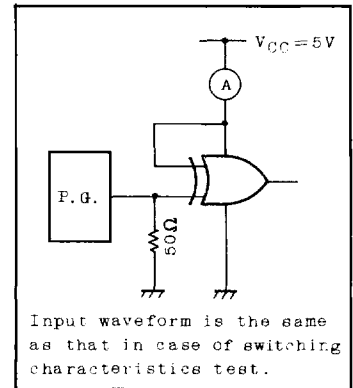 V_CC=5V
A
P.G.
50Ω
Input waveform is the same
as that in case of switching
characteristics test.